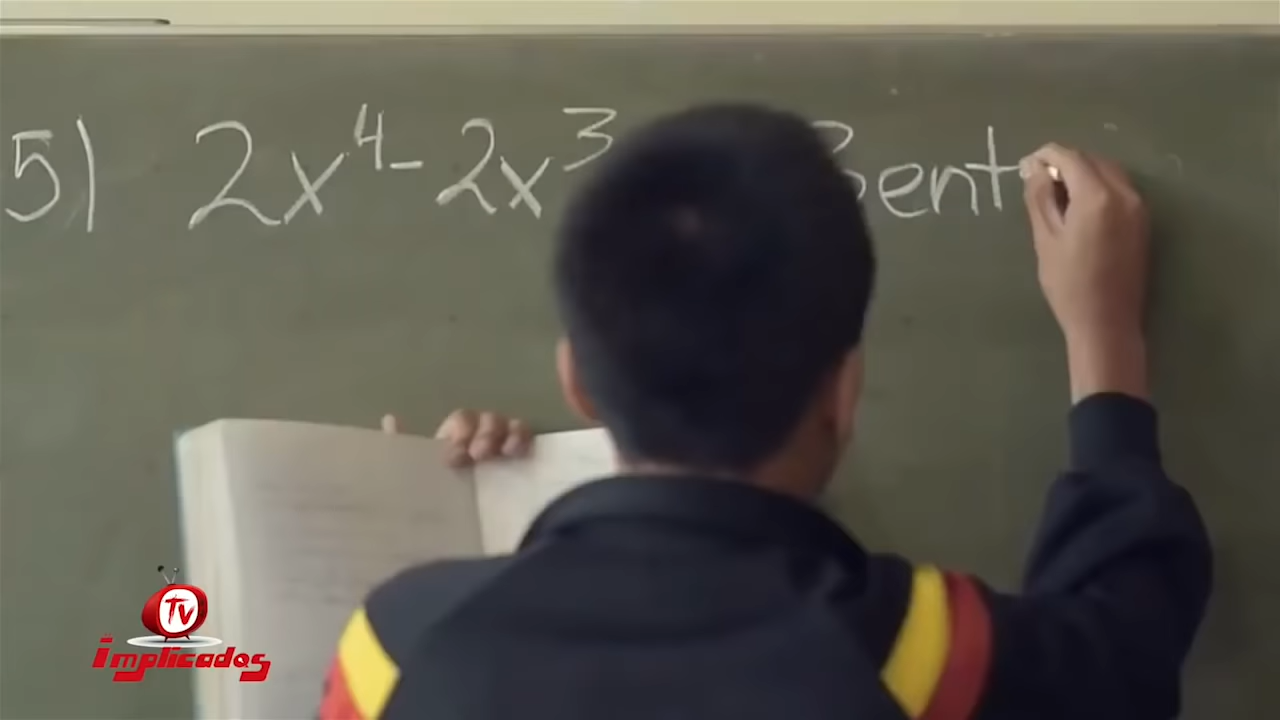 5) 2x⁴-2x³ 3ent
TV
implicados